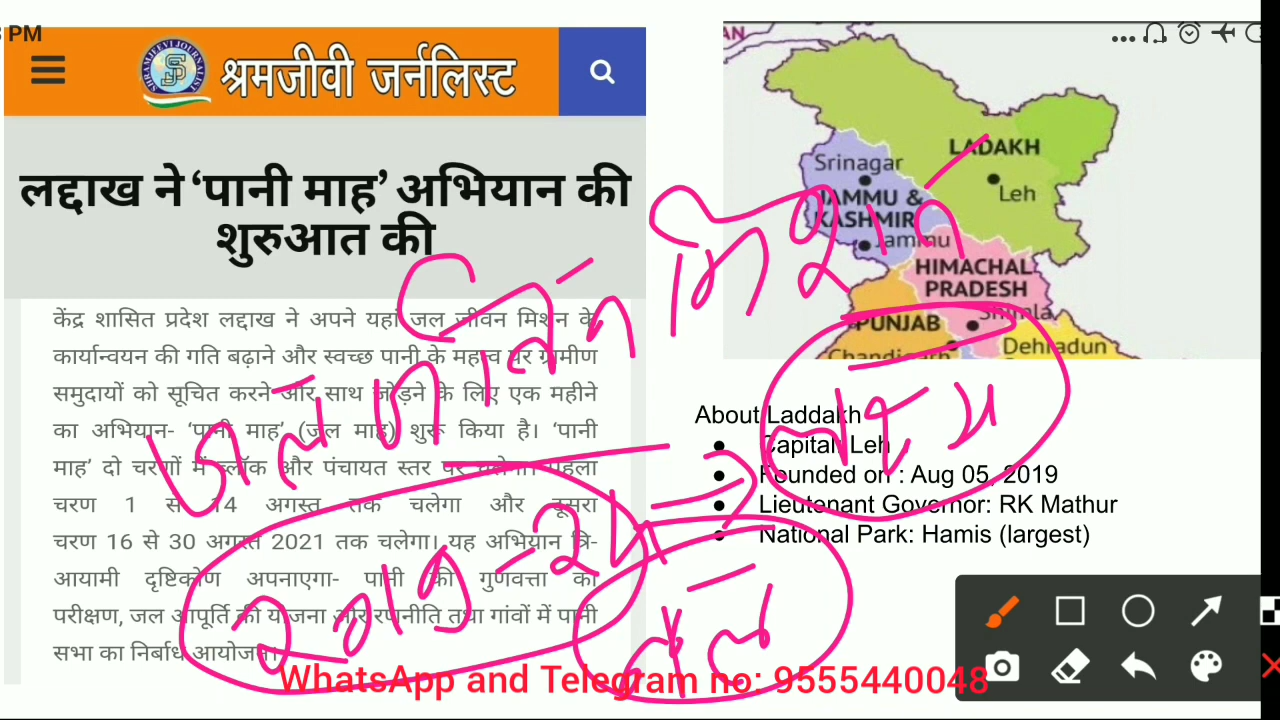 PM
श्रमजीवी जर्नलिस्ट
SHRAMJEEVI JOURNALIST
लद्दाख ने ‘पानी माह’ अभियान की
शुरुआत की
केंद्र शासित प्रदेश लद्दाख ने अपने यहां जल जीवन मिशन के
कार्यान्वयन की गति बढ़ाने और स्वच्छ पानी के महत्व पर ग्रामीण
समुदायों को सूचित करने और साथ जोड़ने के लिए एक महीने
का अभियान- ‘पानी माह’ (जल माह) शुरू किया है। ‘पानी
माह’ दो चरणों में ब्लॉक और पंचायत स्तर पर चलेगा। पहला
चरण 1 से 14 अगस्त तक चलेगा और दूसरा
चरण 16 से 30 अगस्त 2021 तक चलेगा। यह अभियान त्रि-
आयामी दृष्टिकोण अपनाएगा- पानी की गुणवत्ता का
परीक्षण, जल आपूर्ति की योजना और रणनीति तथा गांवों में पानी
सभा का निर्बाध आयोजन।
AN
LADAKH
Srinagar
Leh
JAMMU &
KASHMIR
Jammu
HIMACHAL
PRADESH
Shimla
PUNJAB
Chandigarh
Dehradun
About Laddakh
Capital: Leh
Founded on : Aug 05, 2019
Lieutenant Governor: RK Mathur
National Park: Hamis (largest)
जल जीवन मिशन
2019-24
WhatsApp and Telegram no: 9555440048